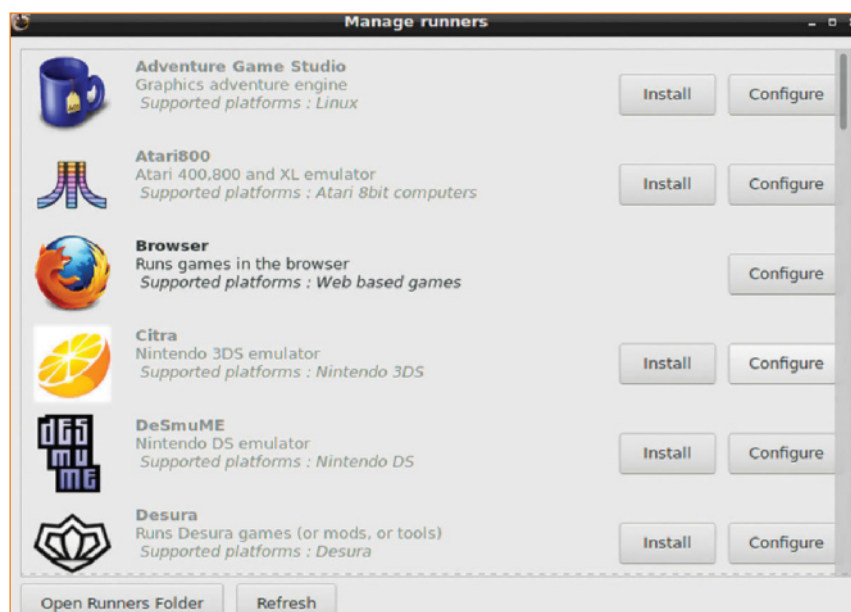 Manage runners
Adventure Game Studio
Graphics adventure engine
Supported platforms : Linux
Install
Configure
Atari800
Atari 400,800 and XL emulator
Supported platforms : Atari 8bit computers
Install
Configure
Browser
Runs games in the browser
Supported platforms : Web based games
Configure
Citra
Nintendo 3DS emulator
Supported platforms : Nintendo 3DS
Install
Configure
DESMUME
DeSmuME
Nintendo DS emulator
Supported platforms : Nintendo DS
Install
Configure
Desura
Runs Desura games (or mods, or tools)
Supported platforms : Desura
Install
Configure
Open Runners Folder
Refresh